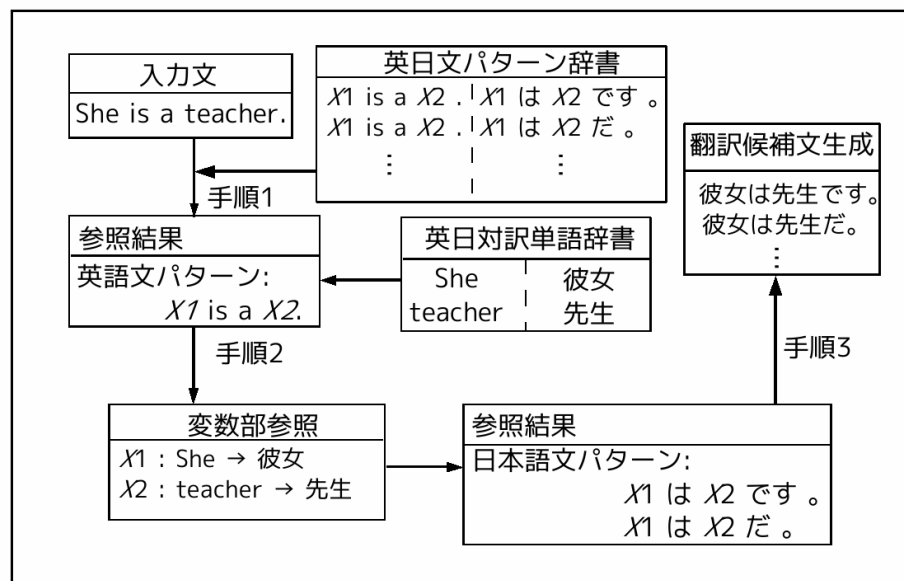 入力文
She is a teacher.
英日文パターン辞書
X1 is a X2 . X1 は X2 です 。
X1 is a X2 . X1 は X2 だ 。
⋮ ⋮
手順1
参照結果
英語文パターン:
X1 is a X2.
英日対訳単語辞書
She 彼女
teacher 先生
手順2
変数部参照
X1 : She → 彼女
X2 : teacher → 先生
参照結果
日本語文パターン:
X1 は X2 です 。
X1 は X2 だ 。
手順3
翻訳候補文生成
彼女は先生です。
彼女は先生だ。
⋮